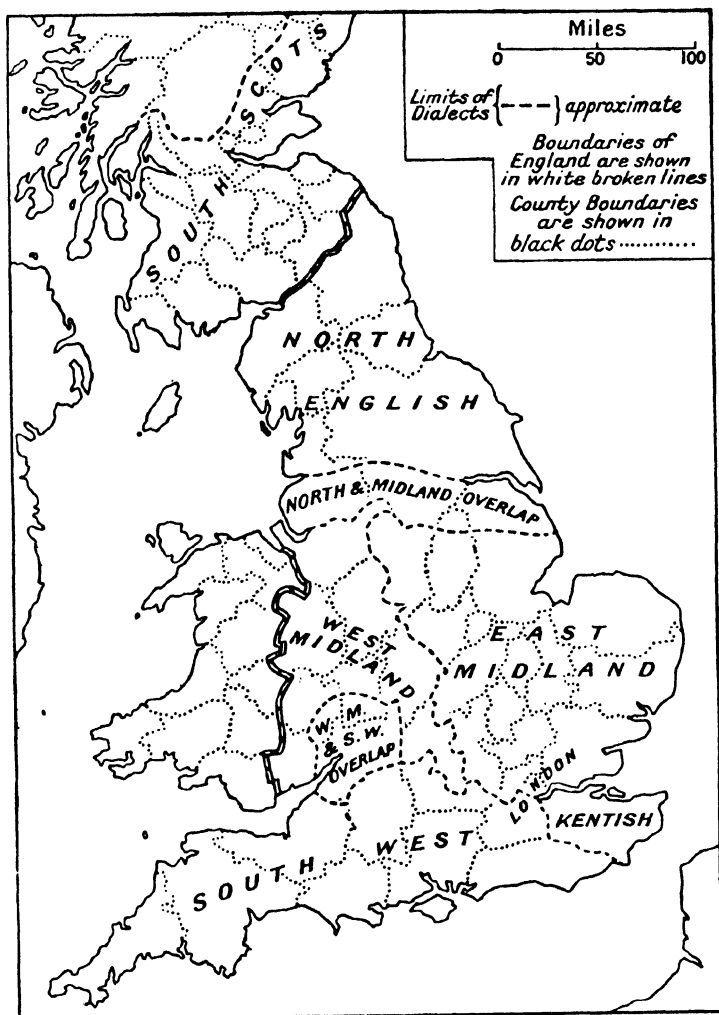 Miles
0 50 100
Limits of
Dialects { } approximate
Boundaries of
England are shown
in white broken lines
County Boundaries
are shown in
black dots
SOUTH SCOTS
NORTH
ENGLISH
NORTH & MIDLAND OVERLAP
WEST
MIDLAND
EAST
MIDLAND
W. M.
& S. W.
OVERLAP
LONDON
KENTISH
SOUTH WEST